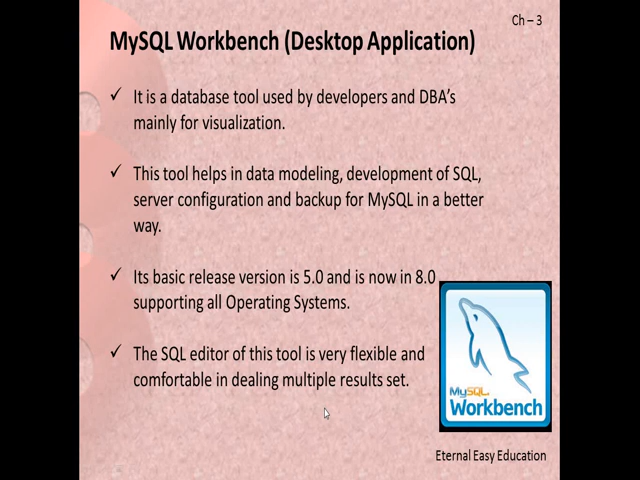 Ch – 3
MySQL Workbench (Desktop Application)
✓ It is a database tool used by developers and DBA's
mainly for visualization.
✓ This tool helps in data modeling, development of SQL,
server configuration and backup for MySQL in a better
way.
✓ Its basic release version is 5.0 and is now in 8.0
supporting all Operating Systems.
✓ The SQL editor of this tool is very flexible and
comfortable in dealing multiple results set.
MySQL
Workbench
Eternal Easy Education